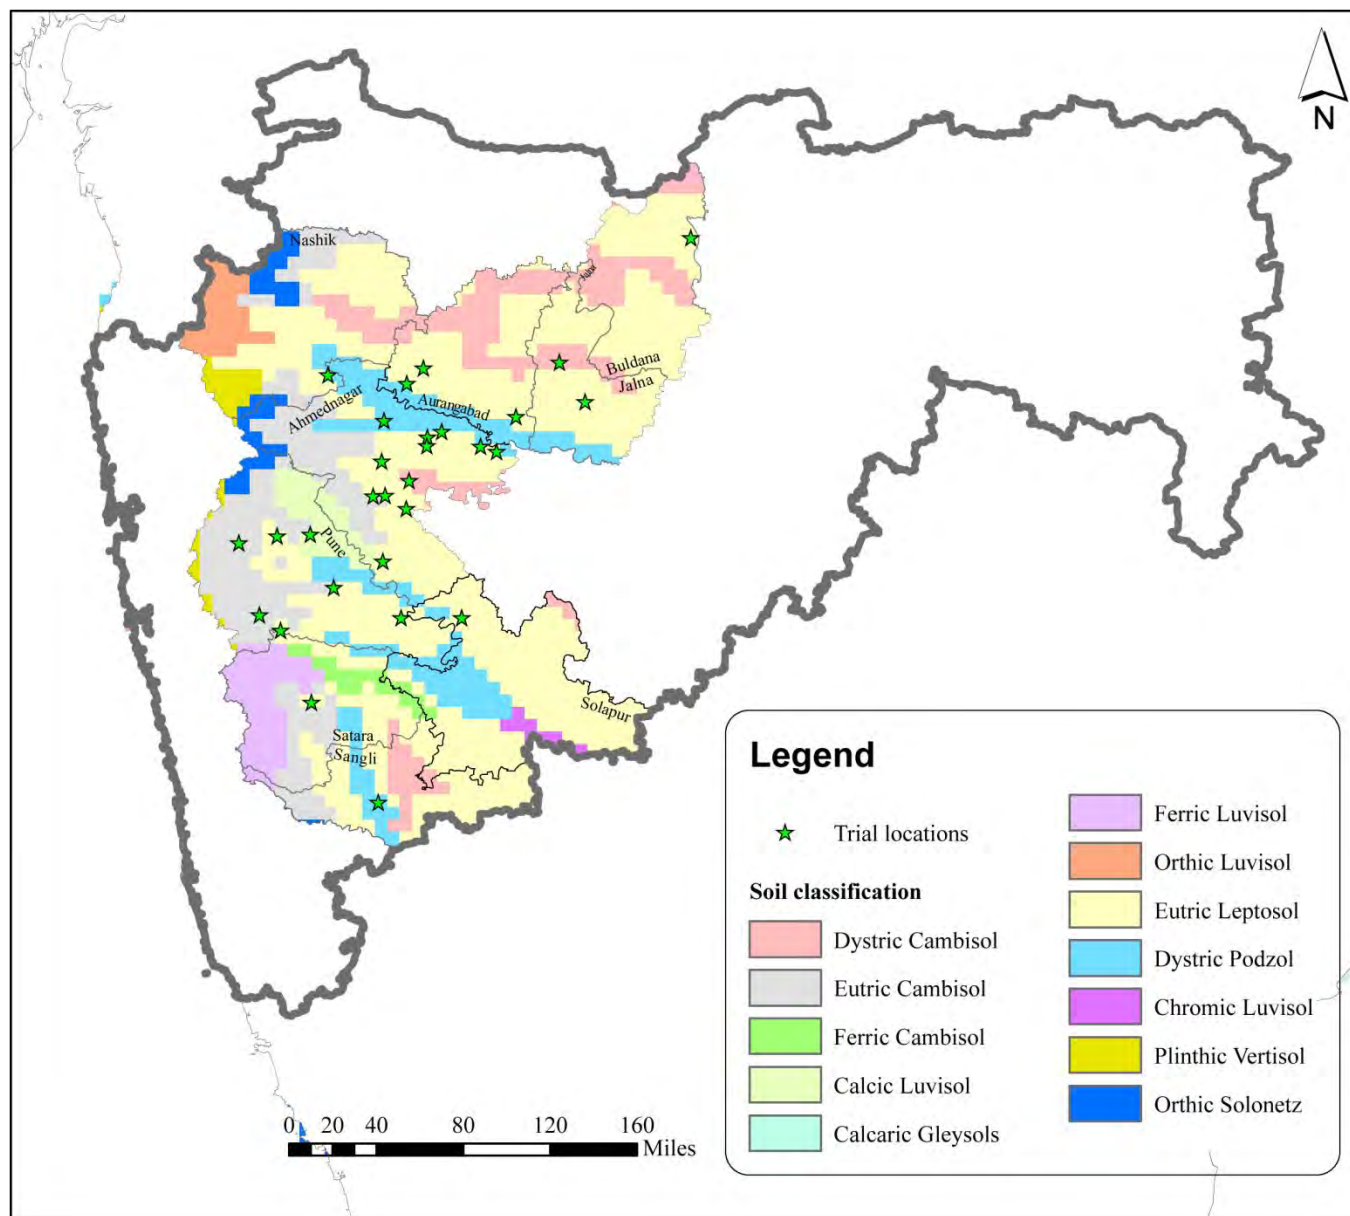 N
Nashik
Jalna
Buldana
Jalna
Aurangabad
Ahmednagar
Pune
Solapur
Satara
Sangli
Legend
Trial locations
Soil classification
Dystric Cambisol
Eutric Cambisol
Ferric Cambisol
Calcic Luvisol
Calcaric Gleysols
Ferric Luvisol
Orthic Luvisol
Eutric Leptosol
Dystric Podzol
Chromic Luvisol
Plinthic Vertisol
Orthic Solonetz
0 20 40 80 120 160
Miles